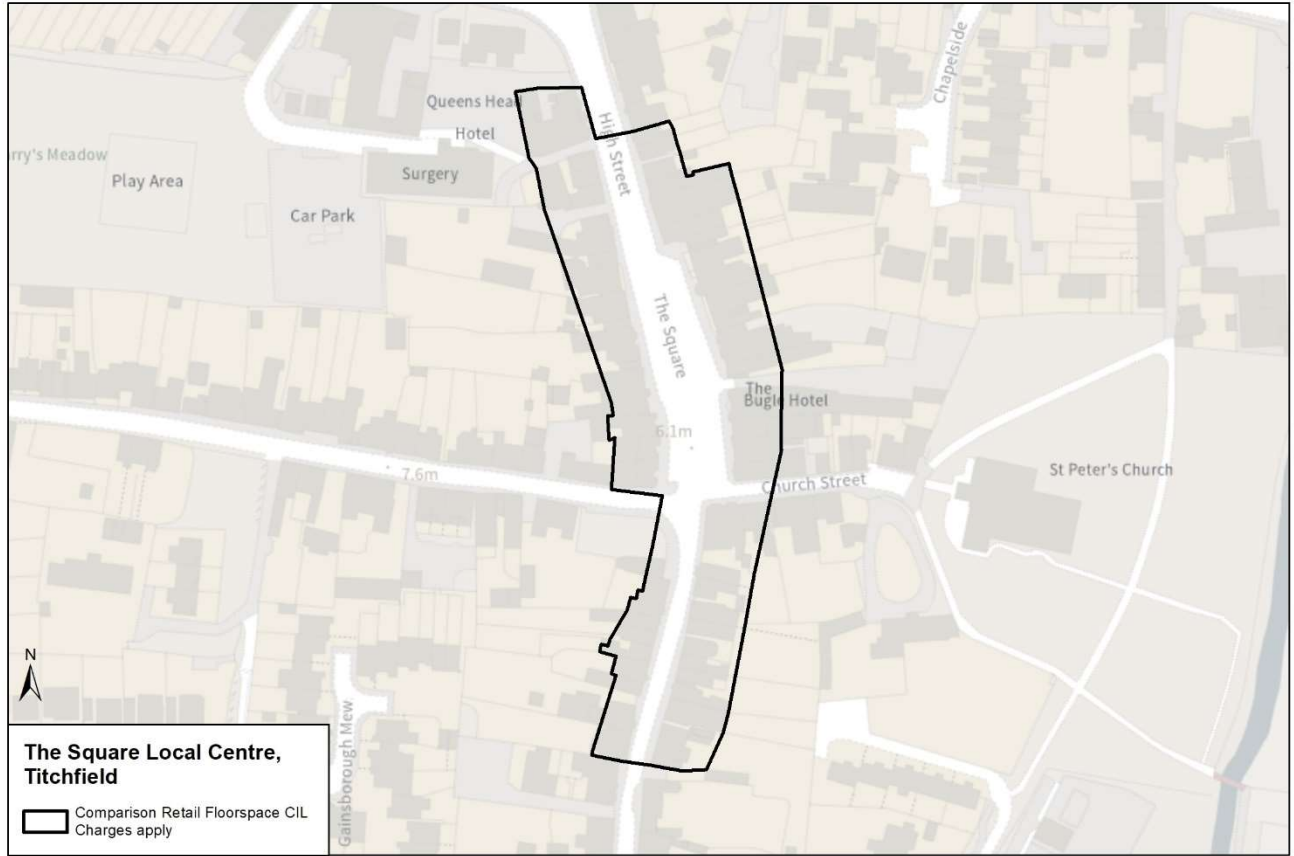 Chapelside
Queens Head
Hotel
High Street
rry's Meadow
Play Area
Surgery
Car Park
The Square
The
Bugle Hotel
6.1m
7.6m
Church Street
St Peter's Church
N
Gainsborough Mew
The Square Local Centre,
Titchfield
Comparison Retail Floorspace CIL
Charges apply